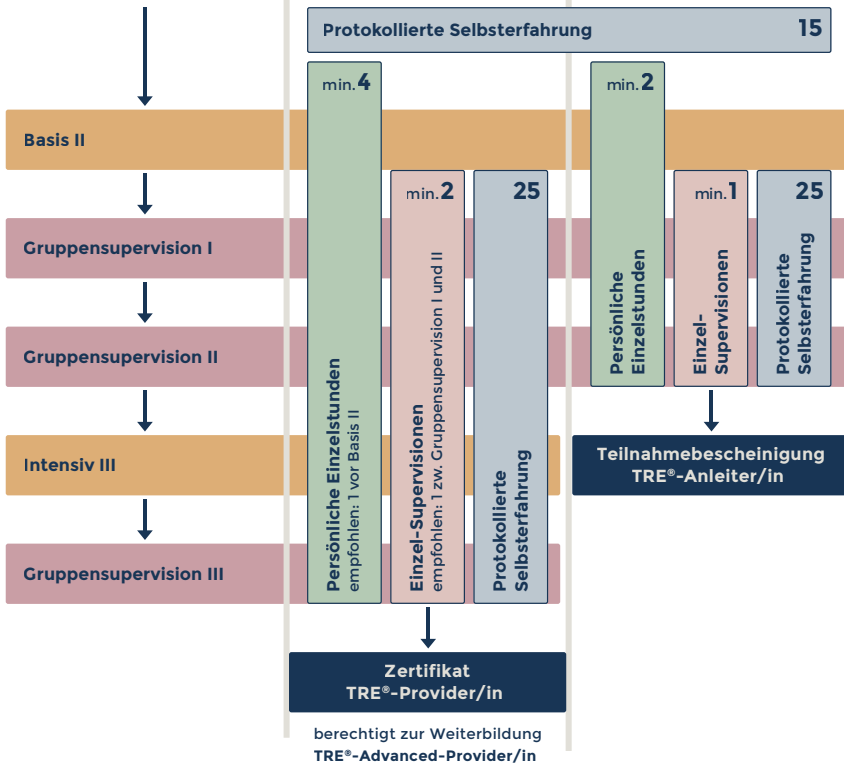 Protokollierte Selbsterfahrung 15
min.4
min.2
Basis II
min.2
25
min.1
25
Gruppensupervision I
Gruppensupervision II
Persönliche
Einzelstunden
Einzel-
Supervisionen
Protokollierte
Selbsterfahrung
Intensiv III
Teilnahmebescheinigung
TRE®-Anleiter/in
Persönliche Einzelstunden
empfohlen: 1 vor Basis II
Einzel-Supervisionen
empfohlen: 1 zw. Gruppensupervision I und II
Protokollierte
Selbsterfahrung
Gruppensupervision III
Zertifikat
TRE®-Provider/in
berechtigt zur Weiterbildung
TRE®-Advanced-Provider/in